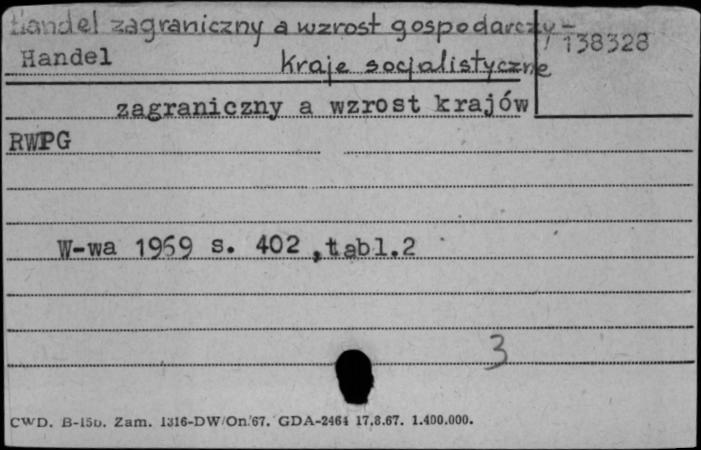 Handel zagraniczny a wzrost gospodarczy -
138328
Handel
kraje socjalistyczne
zagraniczny a wzrost krajów
RWPG
W-wa 1969 s. 402 , tabl.2
3
CWD. B-15b. Zam. 1316-DW/On/67. GDA-2464 17.8.67. 1.400.000.